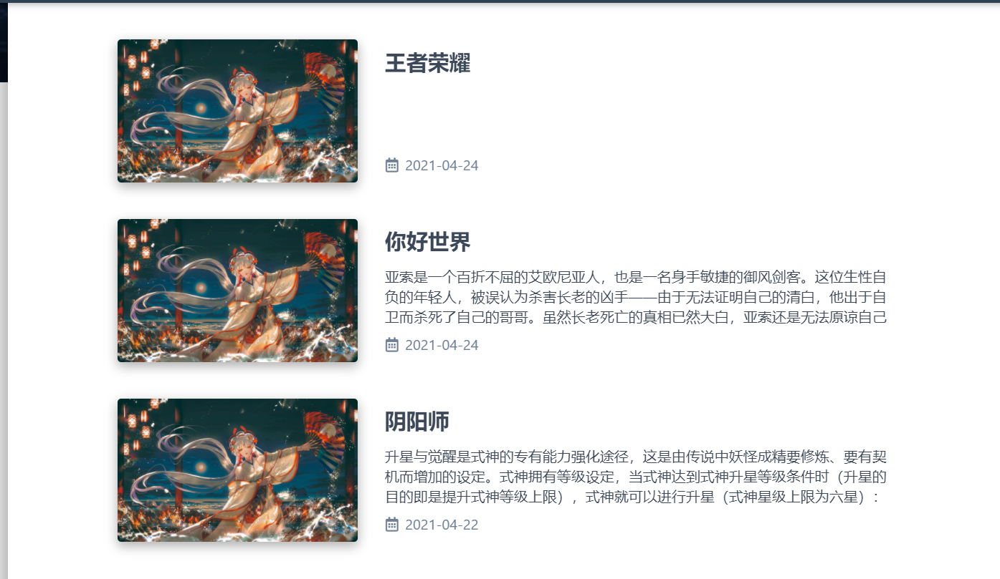 王者荣耀
2021-04-24
你好世界
亚索是一个百折不屈的艾欧尼亚人，也是一名身手敏捷的御风剑客。这位生性自
负的年轻人，被误认为杀害长老的凶手——由于无法证明自己的清白，他出于自
卫而杀死了自己的哥哥。虽然长老死亡的真相已然大白，亚索还是无法原谅自己
2021-04-24
阴阳师
升星与觉醒是式神的专有能力强化途径，这是由传说中妖怪成精要修炼、要有契
机而增加的设定。式神拥有等级设定，当式神达到式神升星等级条件时（升星的
目的即是提升式神等级上限），式神就可以进行升星（式神星级上限为六星）：
2021-04-22